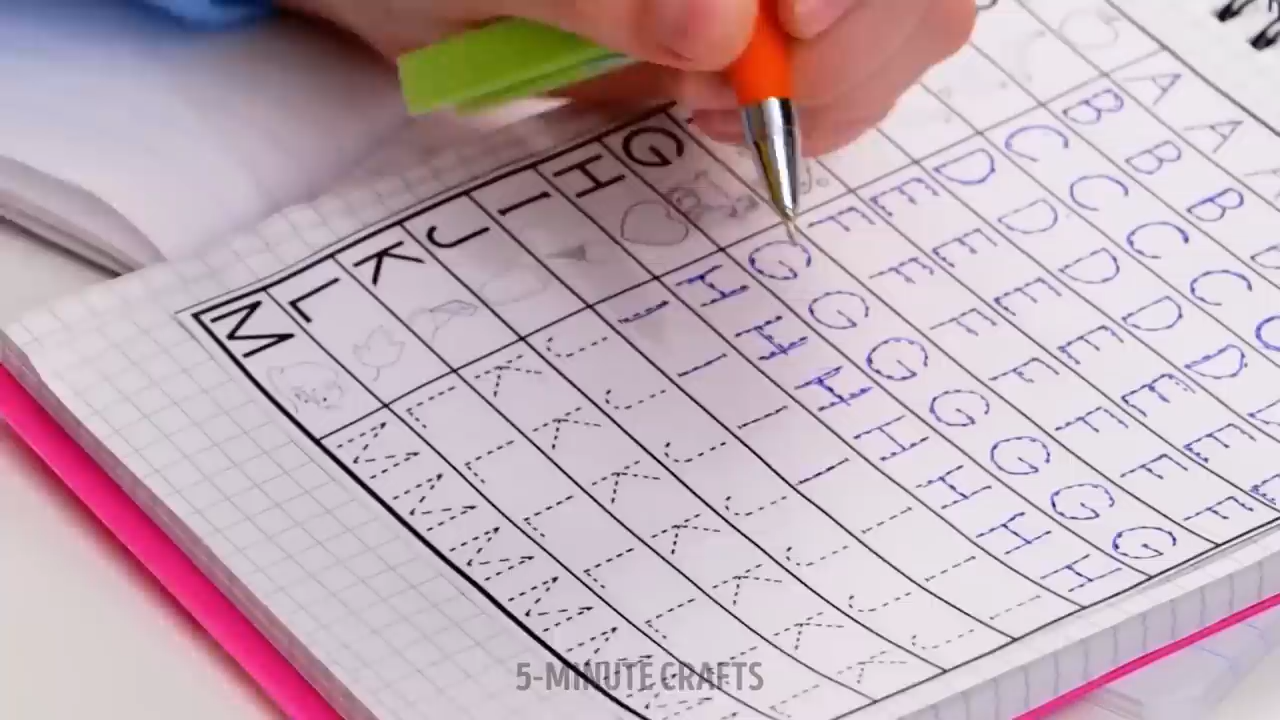 A A A
B B B
C C C C C
D D D D D D
E E E E E E E
F F F F F F F
G G G G G G G G
H H H H H H H H
I I I I I I I I
J J J J J J J J
K K K K K K K K
L L L L L L L
M M M M M M
5-MINUTE CRAFTS